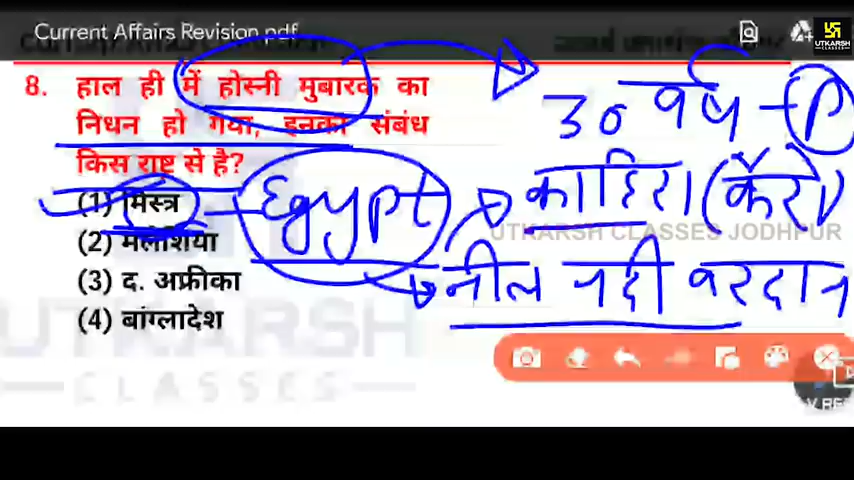 Current Affairs Revision.pdf
UTKARSH
8. हाल ही में होस्नी मुबारक का
निधन हो गया, इनका संबंध
किस राष्ट्र से है?
(1) मिस्त्र
(2) मलेशिया
(3) द. अफ्रीका
(4) बांग्लादेश
30 वर्ष - P
Egypt
काहिरा (कैरो)
UTKARSH CLASSES JODHPUR
नील नदी वरदान
UTKARSH
CLASSES